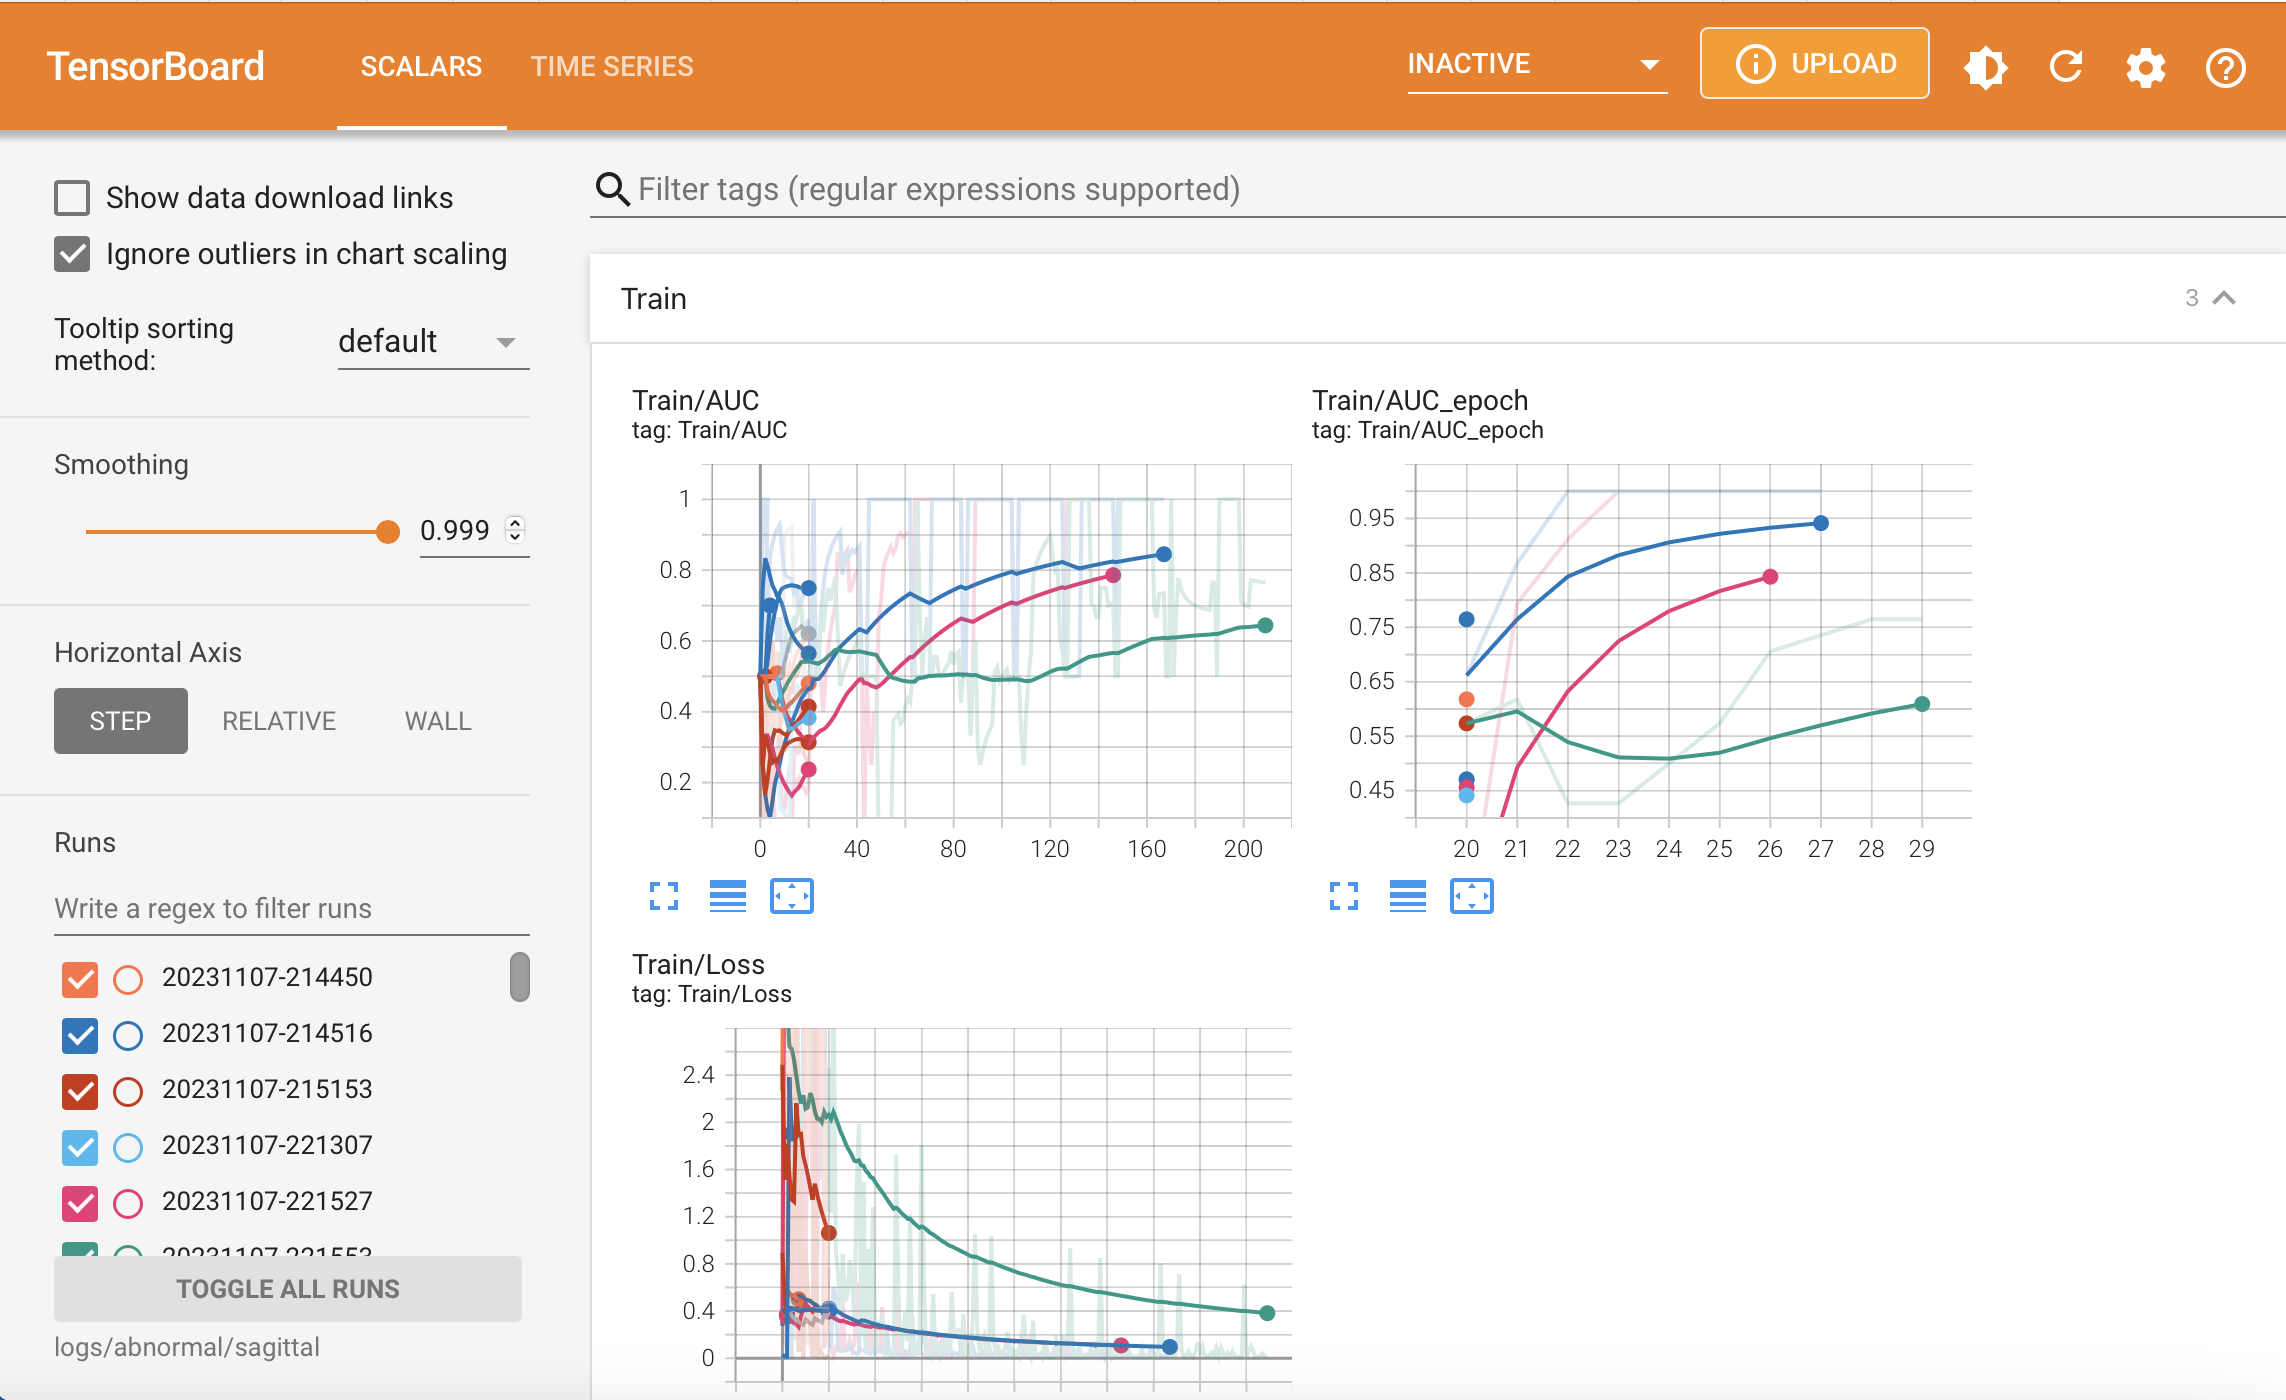 TensorBoard
SCALARS
TIME SERIES
INACTIVE
UPLOAD
Show data download links
Ignore outliers in chart scaling
Tooltip sorting
method:
default
Smoothing
0.999
Horizontal Axis
STEP
RELATIVE
WALL
Runs
Write a regex to filter runs
20231107-214450
20231107-214516
20231107-215153
20231107-221307
20231107-221527
20231107-221553
TOGGLE ALL RUNS
logs/abnormal/sagittal
Filter tags (regular expressions supported)
Train
3
Train/AUC
tag: Train/AUC
1
0.8
0.6
0.4
0.2
0 40 80 120 160 200
Train/AUC_epoch
tag: Train/AUC_epoch
0.95
0.85
0.75
0.65
0.55
0.45
20 21 22 23 24 25 26 27 28 29
Train/Loss
tag: Train/Loss
2.4
2
1.6
1.2
0.8
0.4
0